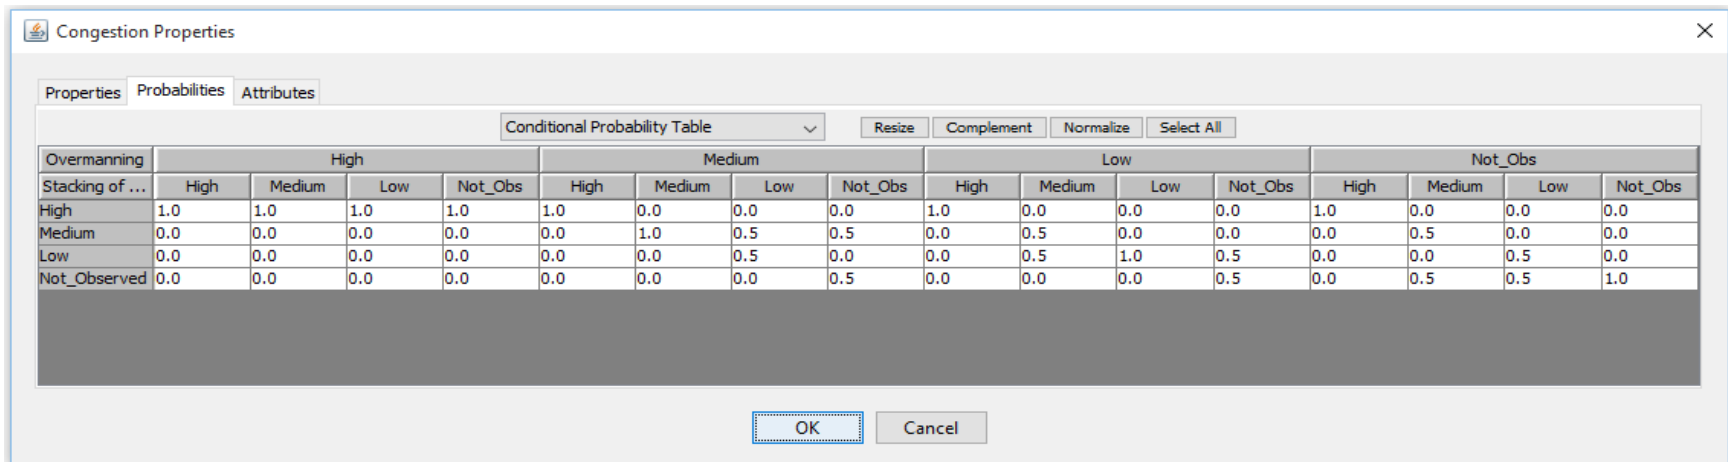 Congestion Properties
Properties Probabilities Attributes
Conditional Probability Table Resize Complement Normalize Select All
Overmanning High Medium Low Not_Obs
Stacking of ... High Medium Low Not_Obs High Medium Low Not_Obs High Medium Low Not_Obs High Medium Low Not_Obs
High 1.0 1.0 1.0 1.0 1.0 0.0 0.0 0.0 1.0 0.0 0.0 0.0 1.0 0.0 0.0 0.0
Medium 0.0 0.0 0.0 0.0 0.0 1.0 0.5 0.5 0.0 0.5 0.0 0.0 0.0 0.5 0.0 0.0
Low 0.0 0.0 0.0 0.0 0.0 0.0 0.5 0.0 0.0 0.5 1.0 0.5 0.0 0.0 0.5 0.0
Not_Observed 0.0 0.0 0.0 0.0 0.0 0.0 0.0 0.5 0.0 0.0 0.0 0.5 0.0 0.5 0.5 1.0
OK Cancel